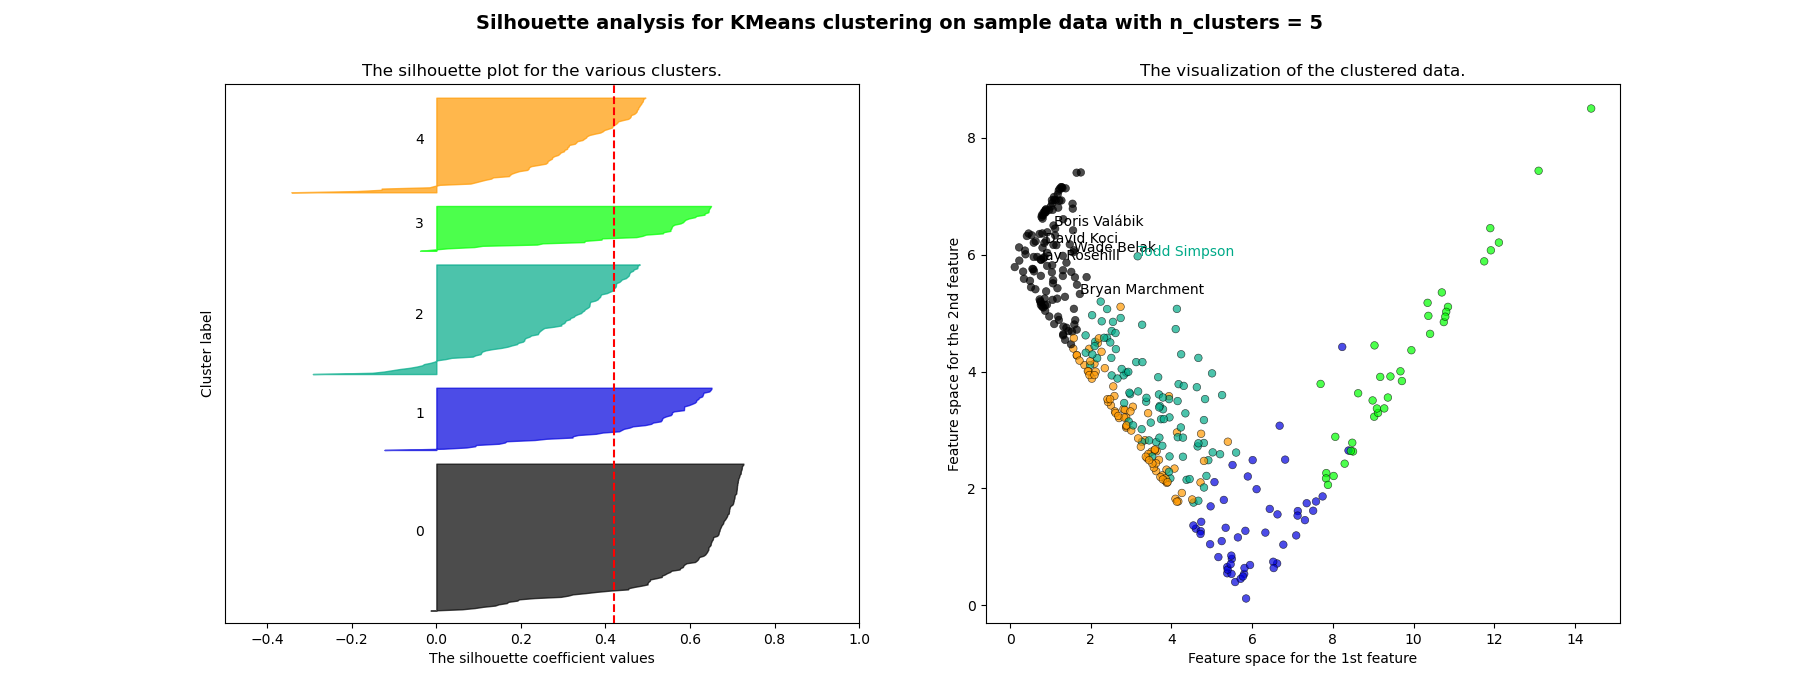 Silhouette analysis for KMeans clustering on sample data with n_clusters = 5
The silhouette plot for the various clusters.
Cluster label
4
3
2
1
0
−0.4 −0.2 0.0 0.2 0.4 0.6 0.8 1.0
The silhouette coefficient values
The visualization of the clustered data.
Feature space for the 2nd feature
8
6
4
2
0
Boris Valábik
David Koci
Wade Belak
Todd Simpson
Jay Rosehill
Bryan Marchment
0 2 4 6 8 10 12 14
Feature space for the 1st feature